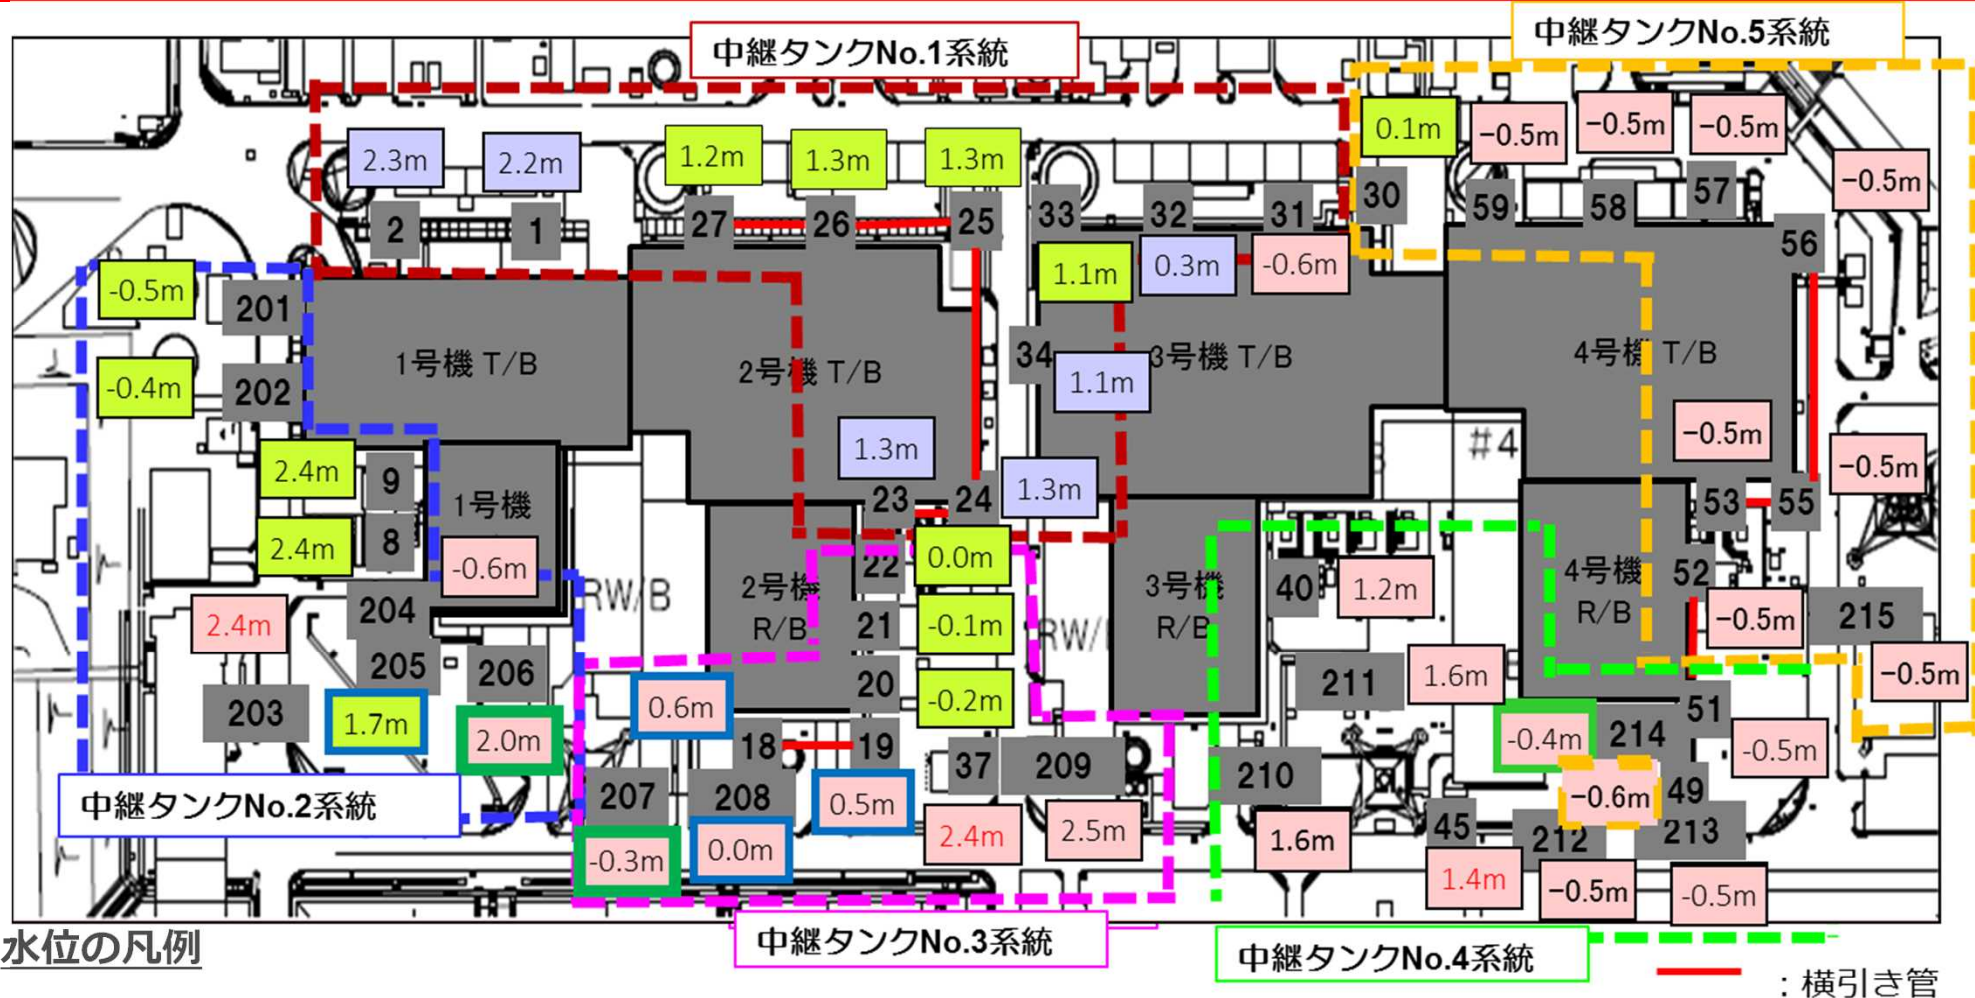 中継タンクNo.1系統
中継タンクNo.5系統
2.3m
2.2m
1.2m
1.3m
1.3m
0.1m
-0.5m
-0.5m
-0.5m
-0.5m
2
1
27
26
25
33
32
31
30
59
58
57
56
-0.5m
201
1.1m
0.3m
-0.6m
1号機 T/B
2号機 T/B
34
3号機 T/B
4号機 T/B
-0.4m
202
1.1m
2.4m
9
1.3m
1.3m
#4
-0.5m
-0.5m
23
24
53
55
1号機
2.4m
8
-0.6m
22
0.0m
RW/B
2号機
R/B
3号機
R/B
40
1.2m
4号機
R/B
52
2.4m
204
21
-0.1m
RW/
-0.5m
215
205
206
20
-0.2m
211
1.6m
-0.5m
203
1.7m
2.0m
0.6m
18
19
37
209
210
-0.4m
214
51
-0.5m
207
208
0.5m
-0.6m
49
中継タンクNo.2系統
2.4m
2.5m
1.6m
45
212
213
-0.3m
0.0m
1.4m
-0.5m
-0.5m
水位の凡例
中継タンクNo.3系統
中継タンクNo.4系統
：横引き管